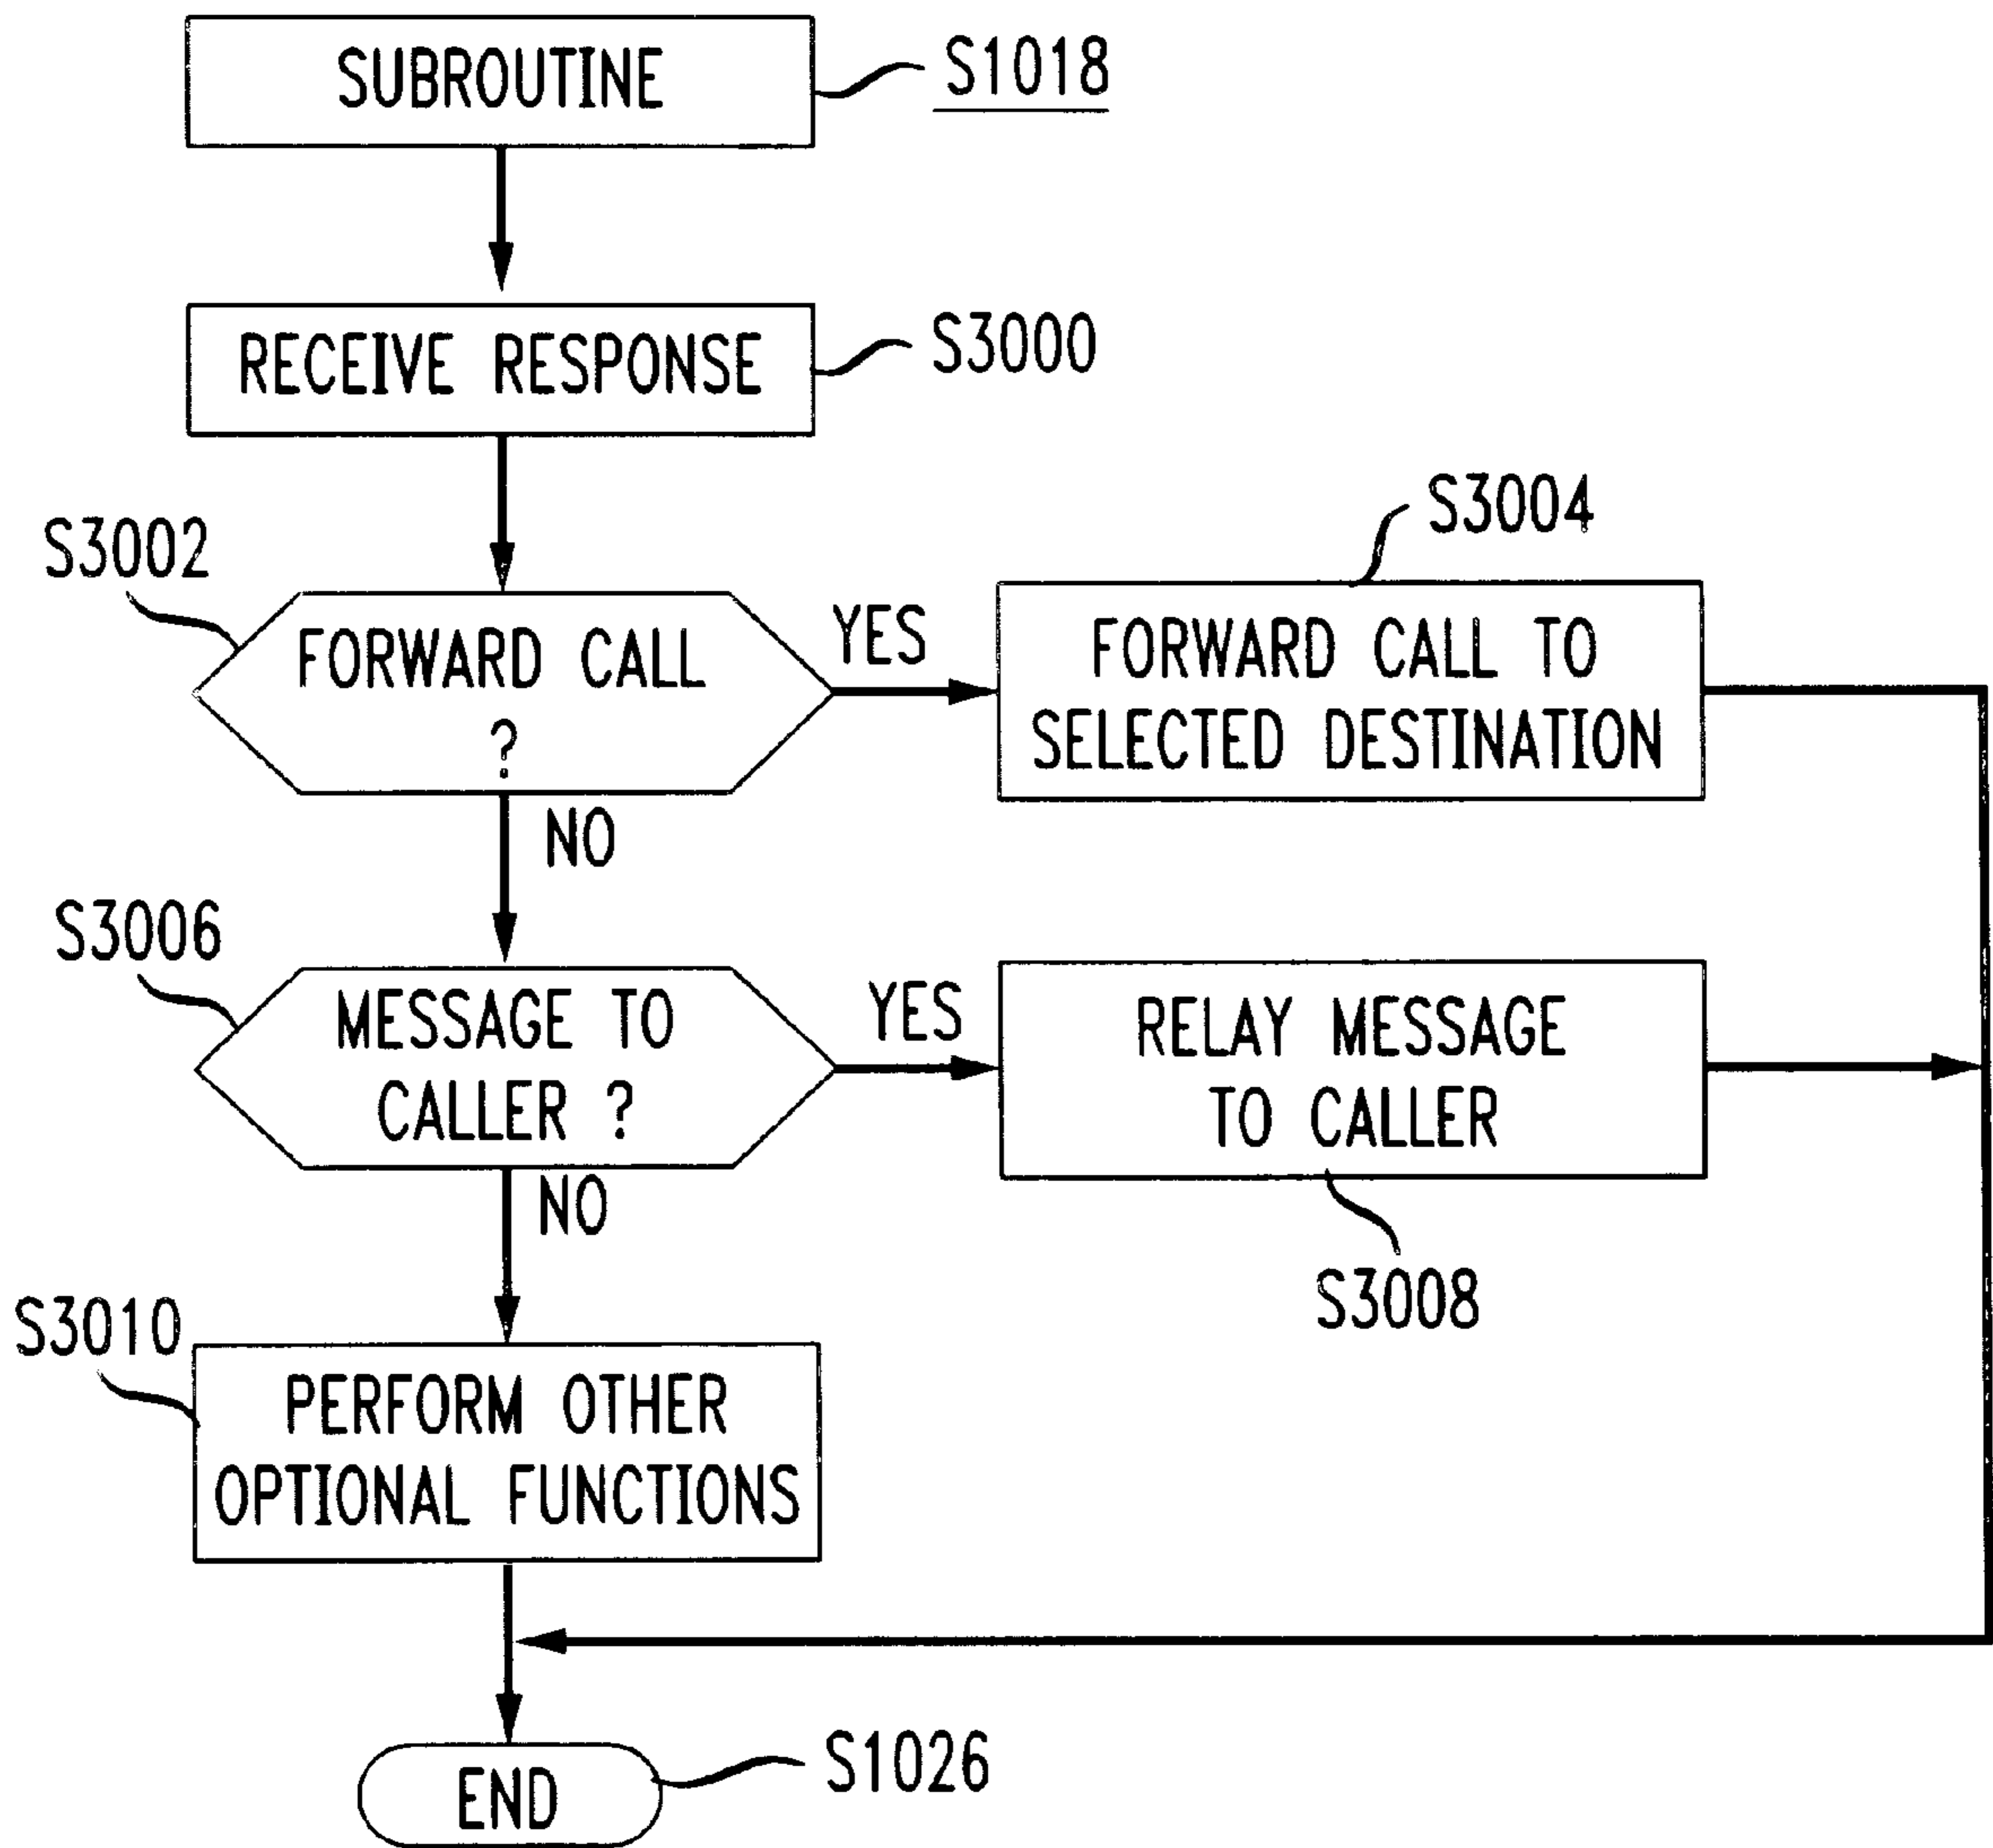 SUBROUTINE
S1018
RECEIVE RESPONSE
S3000
S3002
FORWARD CALL
?
YES
S3004
FORWARD CALL TO
SELECTED DESTINATION
NO
S3006
MESSAGE TO
CALLER ?
YES
RELAY MESSAGE
TO CALLER
S3008
NO
S3010
PERFORM OTHER
OPTIONAL FUNCTIONS
END
S1026